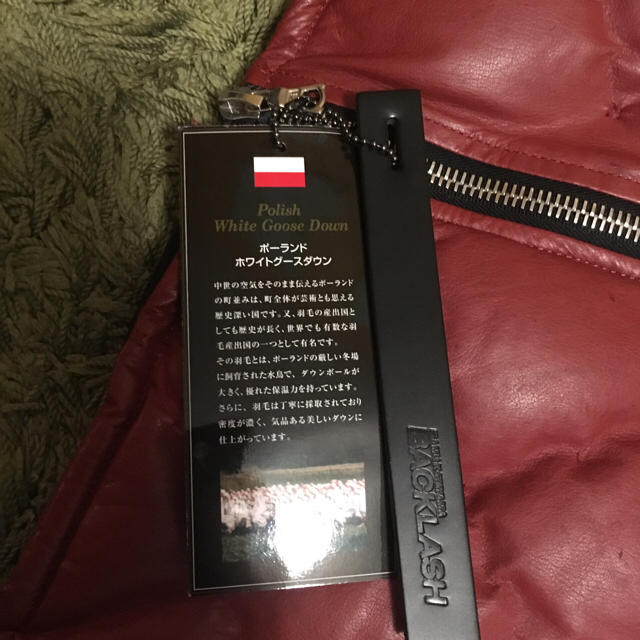 Polish
White Goose Down
ポーランド
ホワイトグースダウン
中世の空気をそのまま伝えるポーランド
の町並みは、町全体が芸術とも思える
歴史深い国です。又、羽毛の産出国と
しても歴史が長く、世界でも有数な羽
毛産出国の一つとして有名です。
その羽毛とは、ポーランドの厳しい冬場
に飼育された水鳥で、ダウンボールが
大きく、優れた保温力を持っています。
さらに、羽毛は丁寧に採取されており
密度が濃く、気品ある美しいダウンに
仕上がっています。
BACKLASH